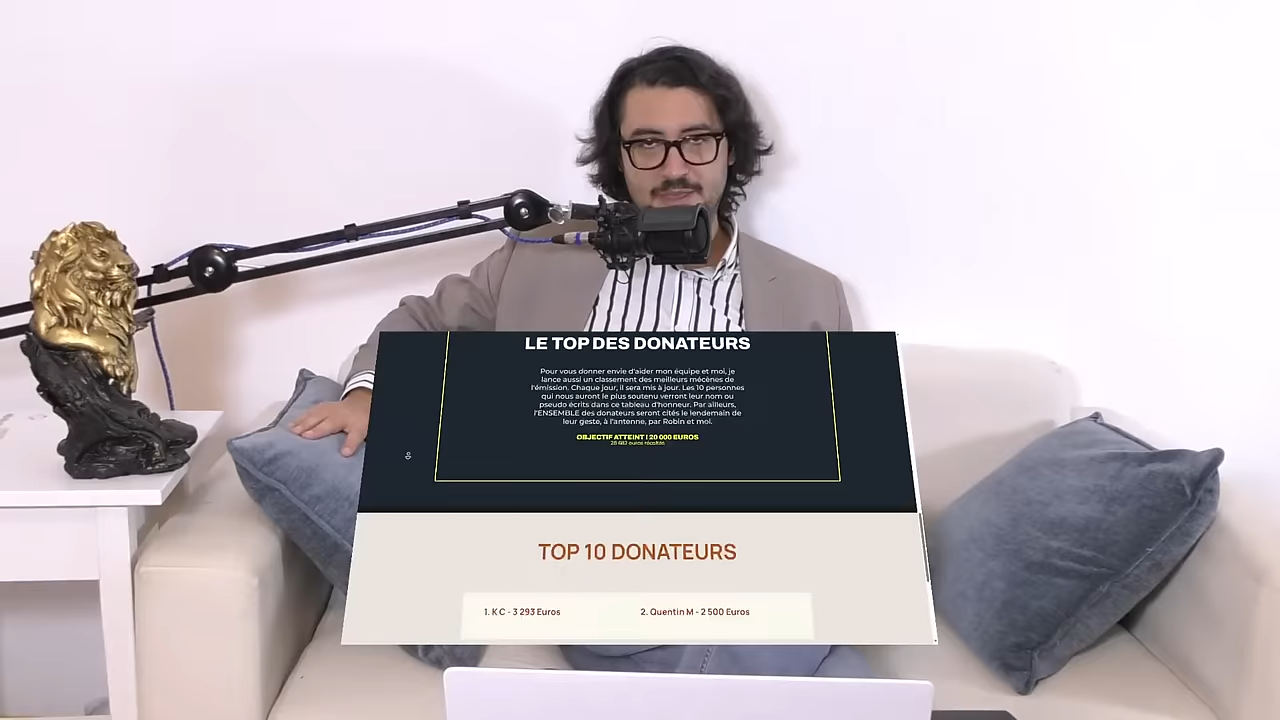 LE TOP DES DONATEURS
Pour vous donner envie d'aider mon équipe et moi, je
lance aussi un classement des meilleurs mécènes de
l'émission. Chaque jour, il sera mis à jour. Les 10 personnes
qui nous auront le plus soutenu verront leur nom ou
pseudo écrits dans ce tableau d'honneur. Par ailleurs,
l'ENSEMBLE des donateurs seront cités le lendemain de
leur geste, à l'antenne, par Robin et moi.
OBJECTIF ATTEINT | 20 000 EUROS
euros récoltés
TOP 10 DONATEURS
1. K C - 3 293 Euros
2. Quentin M - 2 500 Euros